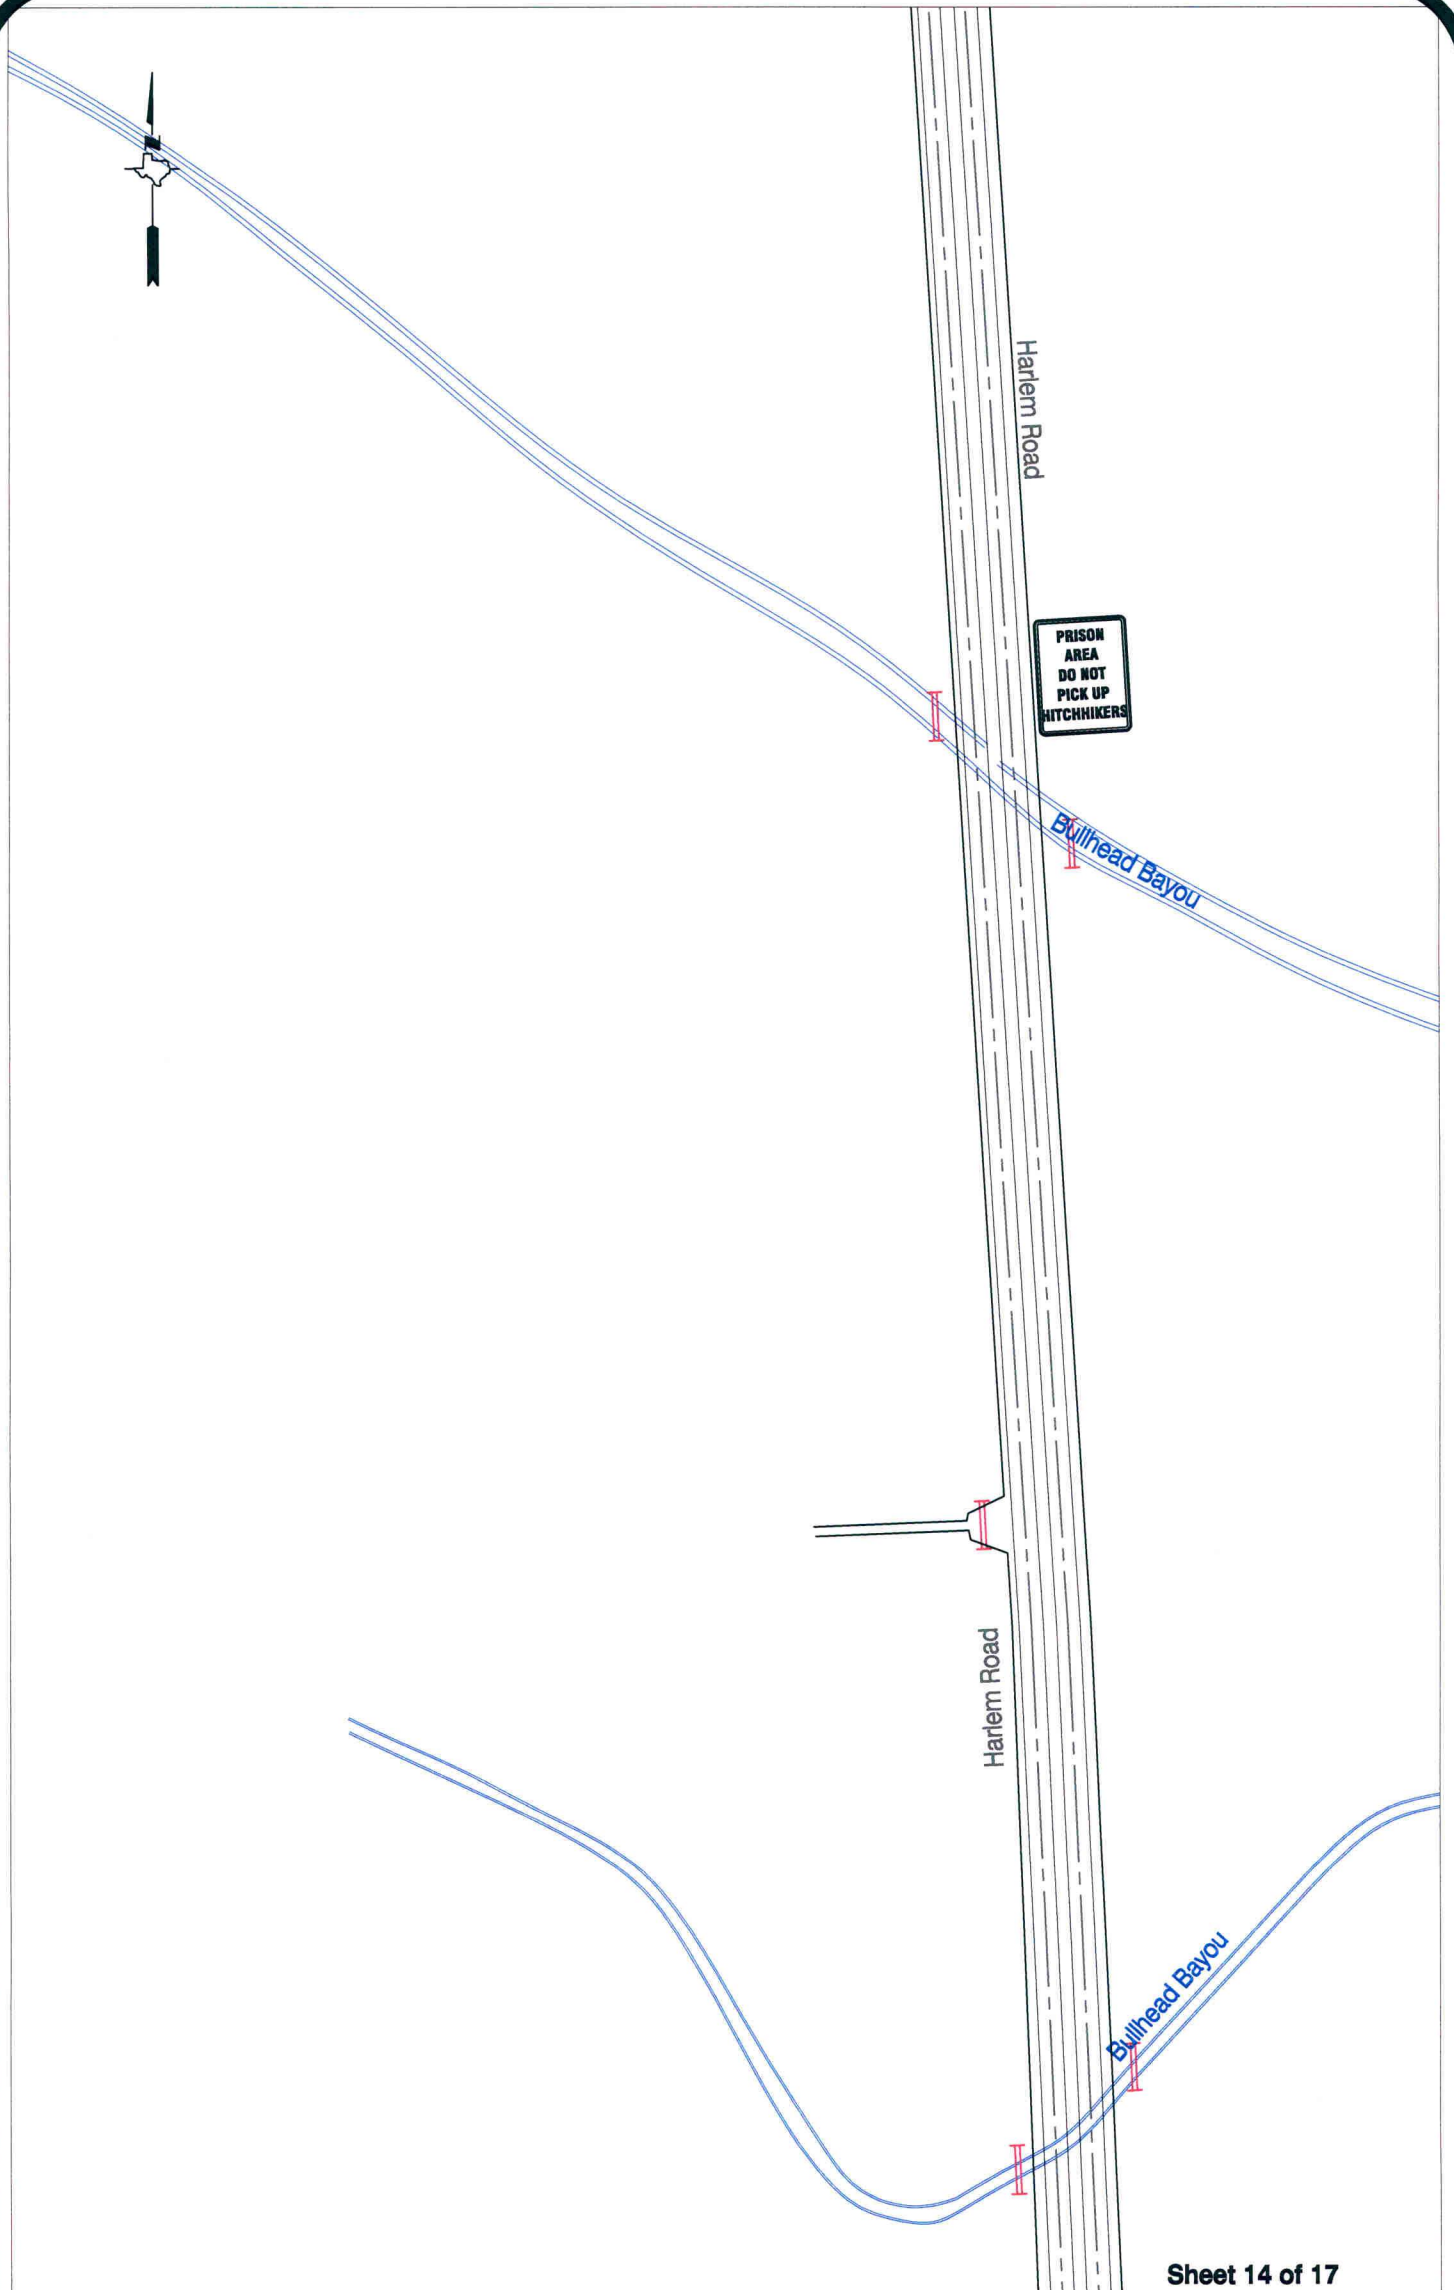 Harlem Road
PRISON
AREA
DO NOT
PICK UP
HITCHHIKERS
Bullhead Bayou
Harlem Road
Bullhead Bayou
Sheet 14 of 17